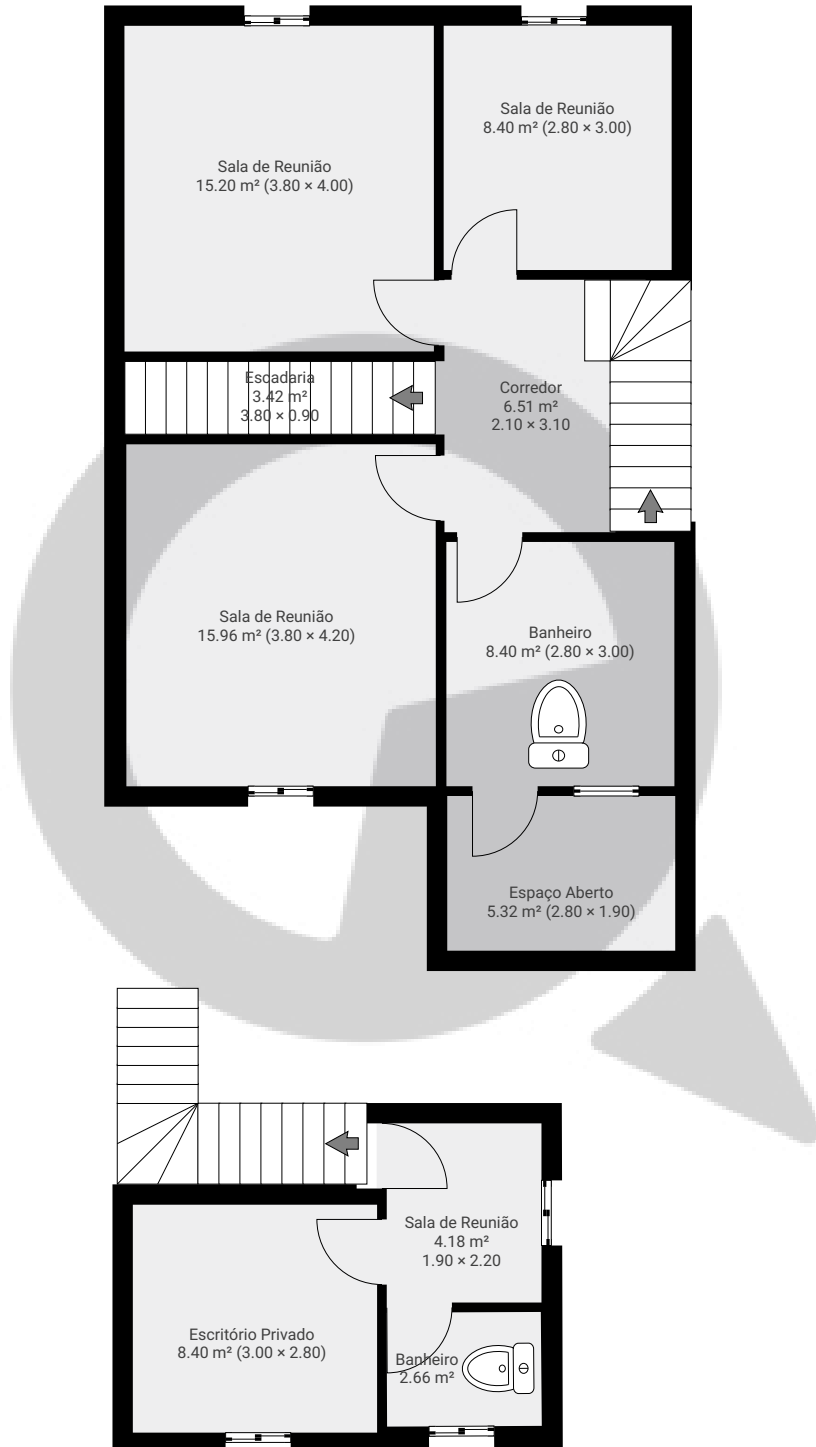 Sala de Reunião
8.40 m² (2.80 × 3.00)
Sala de Reunião
15.20 m² (3.80 × 4.00)
Escadaria
3.42 m²
3.80 × 0.90
Corredor
6.51 m²
2.10 × 3.10
Sala de Reunião
15.96 m² (3.80 × 4.20)
Banheiro
8.40 m² (2.80 × 3.00)
Espaço Aberto
5.32 m² (2.80 × 1.90)
Sala de Reunião
4.18 m²
1.90 × 2.20
Escritório Privado
8.40 m² (3.00 × 2.80)
Banheiro
2.66 m²